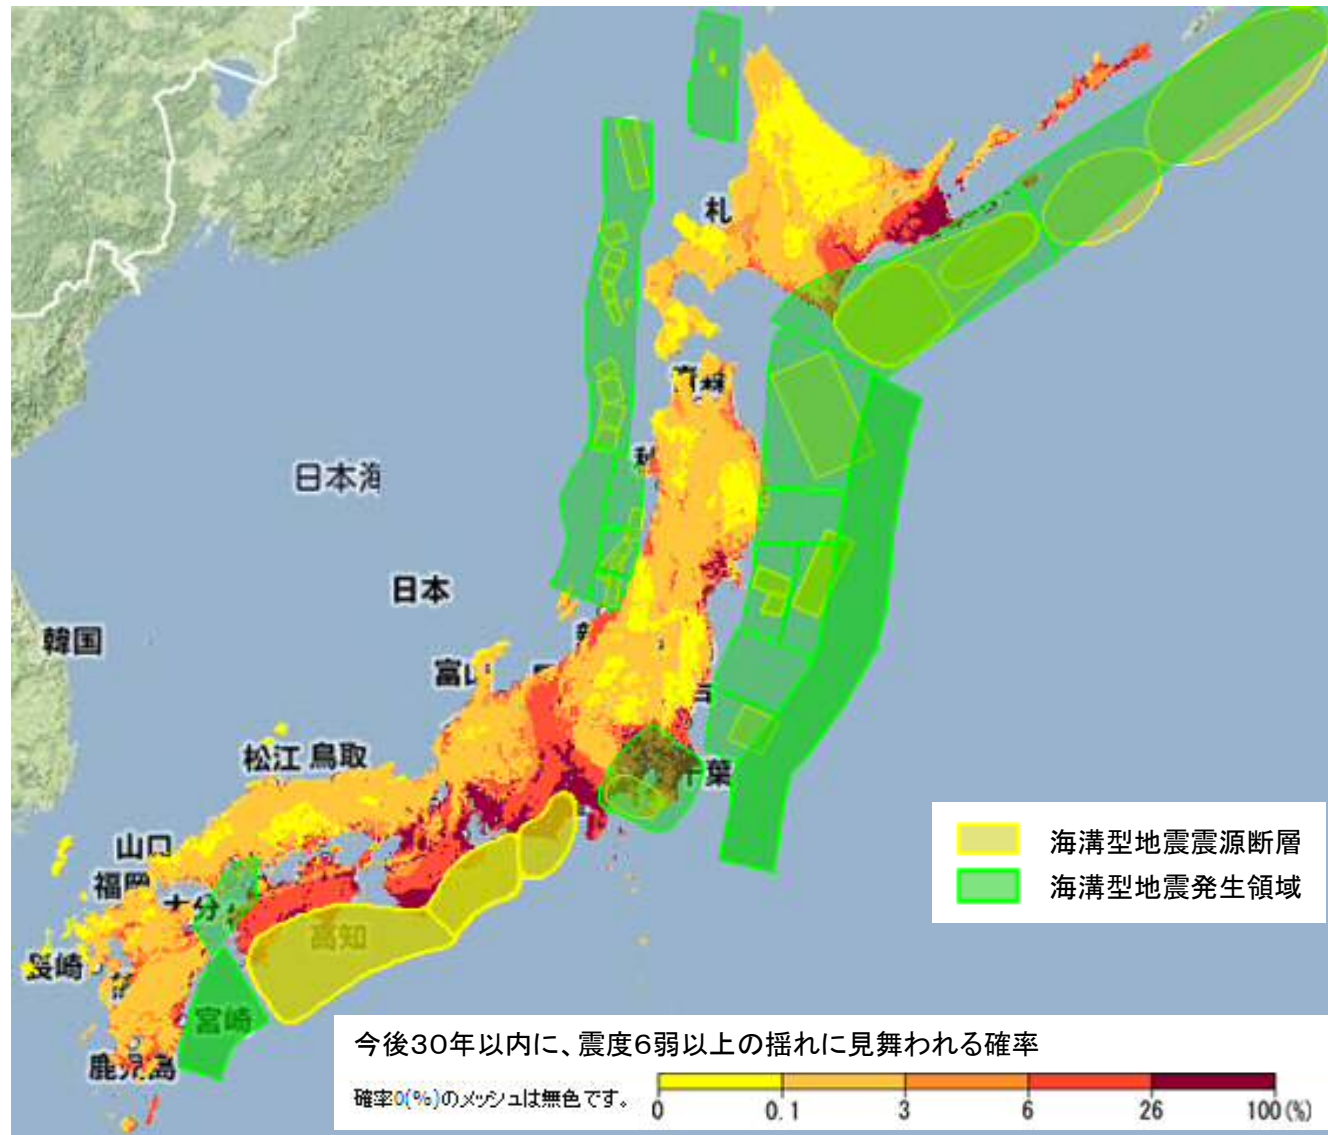 札
青森
秋
日本海
日本
韓国
富山
松江 鳥取
千葉
山口
福岡
大分
高知
長崎
宮崎
鹿児島
海溝型地震震源断層
海溝型地震発生領域
今後30年以内に、震度6弱以上の揺れに見舞われる確率
確率0(%)のメッシュは無色です。
0 0.1 3 6 26 100(%)